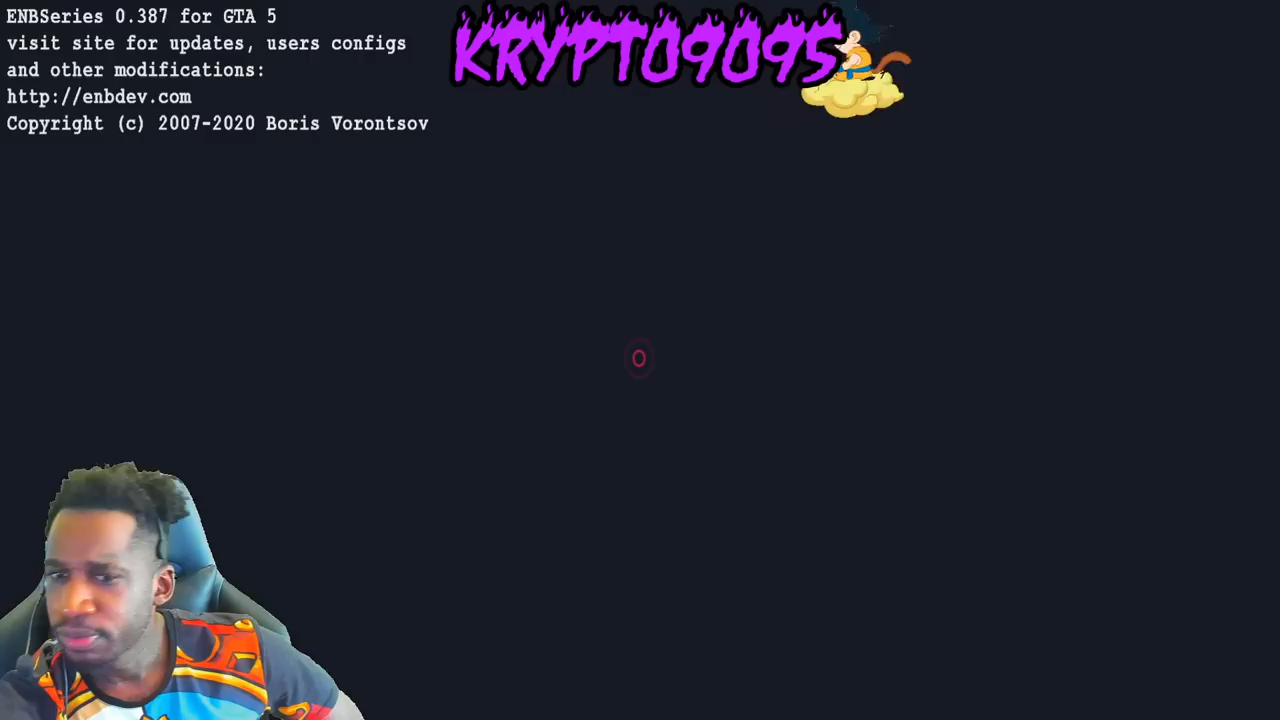 ENBSeries 0.387 for GTA 5
visit site for updates, users configs
and other modifications:
http://enbdev.com
Copyright (c) 2007-2020 Boris Vorontsov
KRYPTO9095